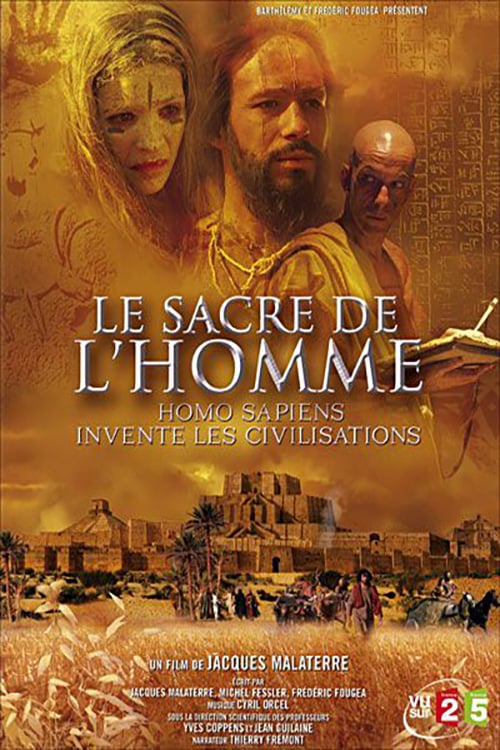 BARTHÉLÉMY ET FRÉDÉRIC FOUGEA PRÉSENTENT
LE SACRE DE
L'HOMME
HOMO SAPIENS
INVENTE LES CIVILISATIONS
UN FILM DE JACQUES MALATERRE
ÉCRIT PAR
JACQUES MALATERRE, MICHEL FESSLER, FRÉDÉRIC FOUGEA
MUSIQUE CYRIL ORCEL
SOUS LA DIRECTION SCIENTIFIQUE DES PROFESSEURS
YVES COPPENS ET JEAN GUILAINE
NARRATEUR THIERRY FRÉMONT
VU
SUR
2 5